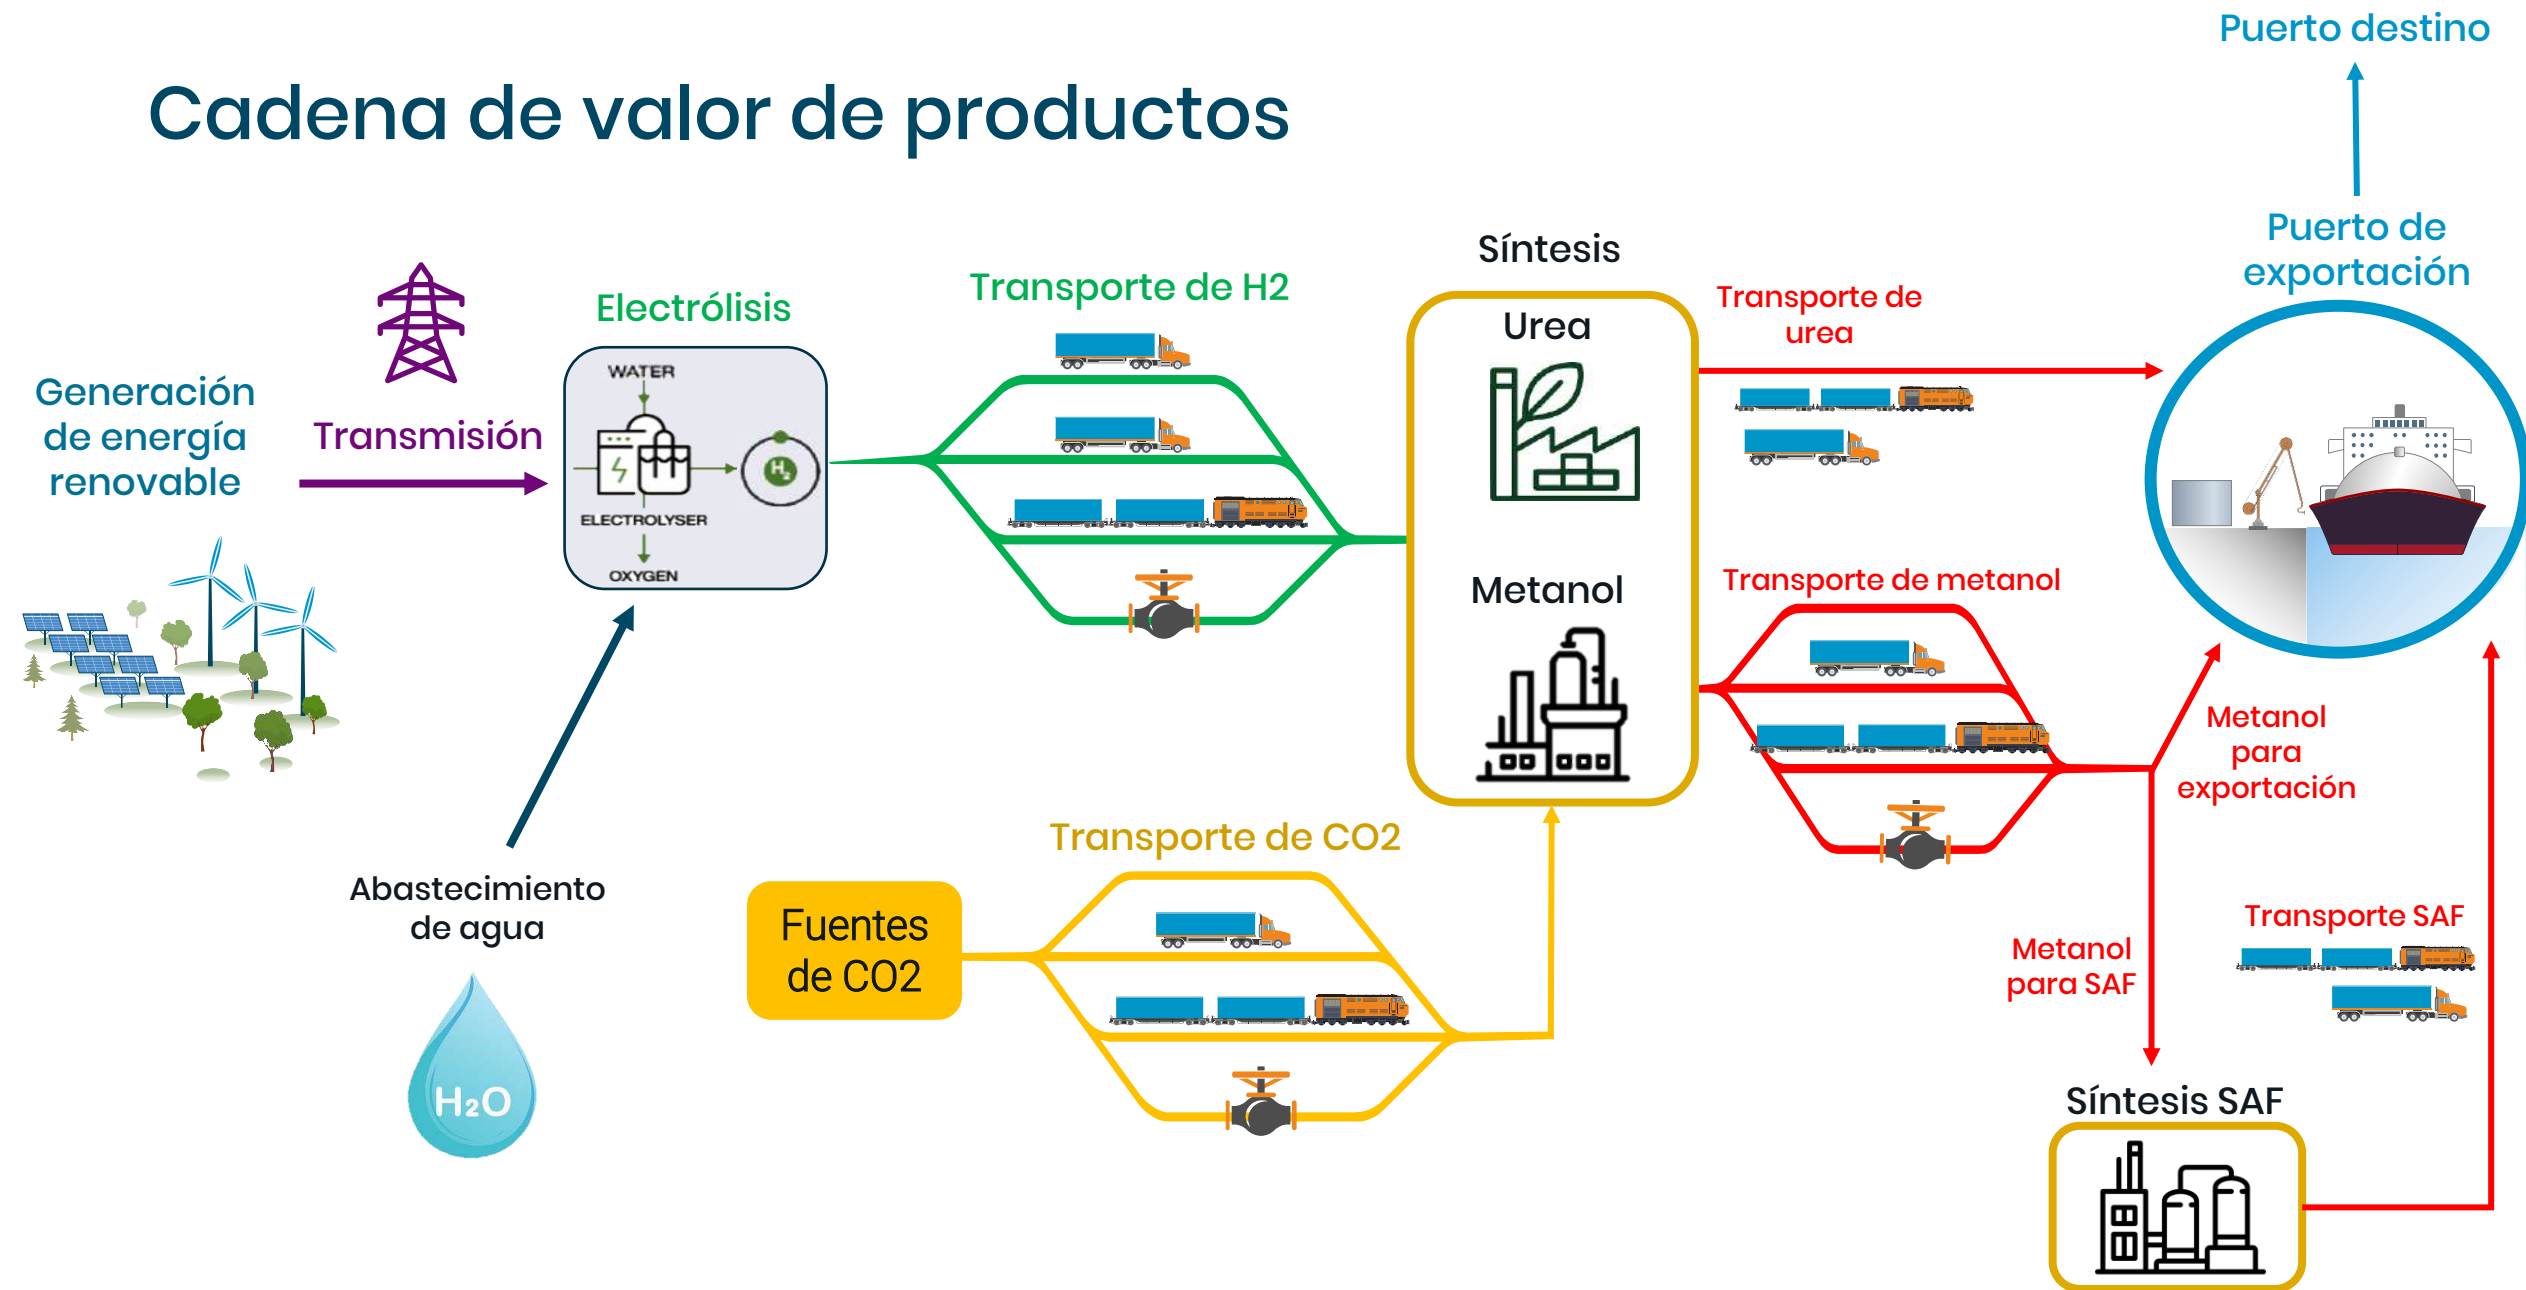 Puerto destino
Cadena de valor de productos
Puerto de
exportación
Síntesis
Urea
Metanol
Transporte de H2
Electrólisis
WATER
H2
ELECTROLYSER
OXYGEN
Transporte de
urea
Generación
de energía
renovable
Transmisión
Transporte de metanol
Metanol
para
exportación
Transporte de CO2
Fuentes
de CO2
Abastecimiento
de agua
H₂O
Transporte SAF
Metanol
para SAF
Síntesis SAF